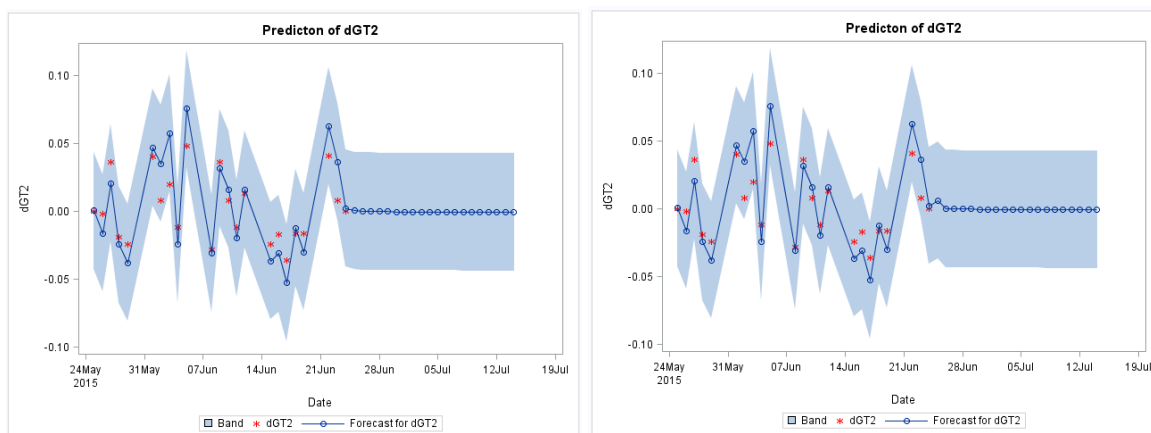 Predicton of dGT2
0.10
0.05
0.00
-0.05
-0.10
dGT2
24May
2015
31May
07Jun
14Jun
21Jun
28Jun
05Jul
12Jul
19Jul
Date
Band
dGT2
Forecast for dGT2
Predicton of dGT2
0.10
0.05
0.00
-0.05
-0.10
dGT2
24May
2015
31May
07Jun
14Jun
21Jun
28Jun
05Jul
12Jul
19Jul
Date
Band
dGT2
Forecast for dGT2